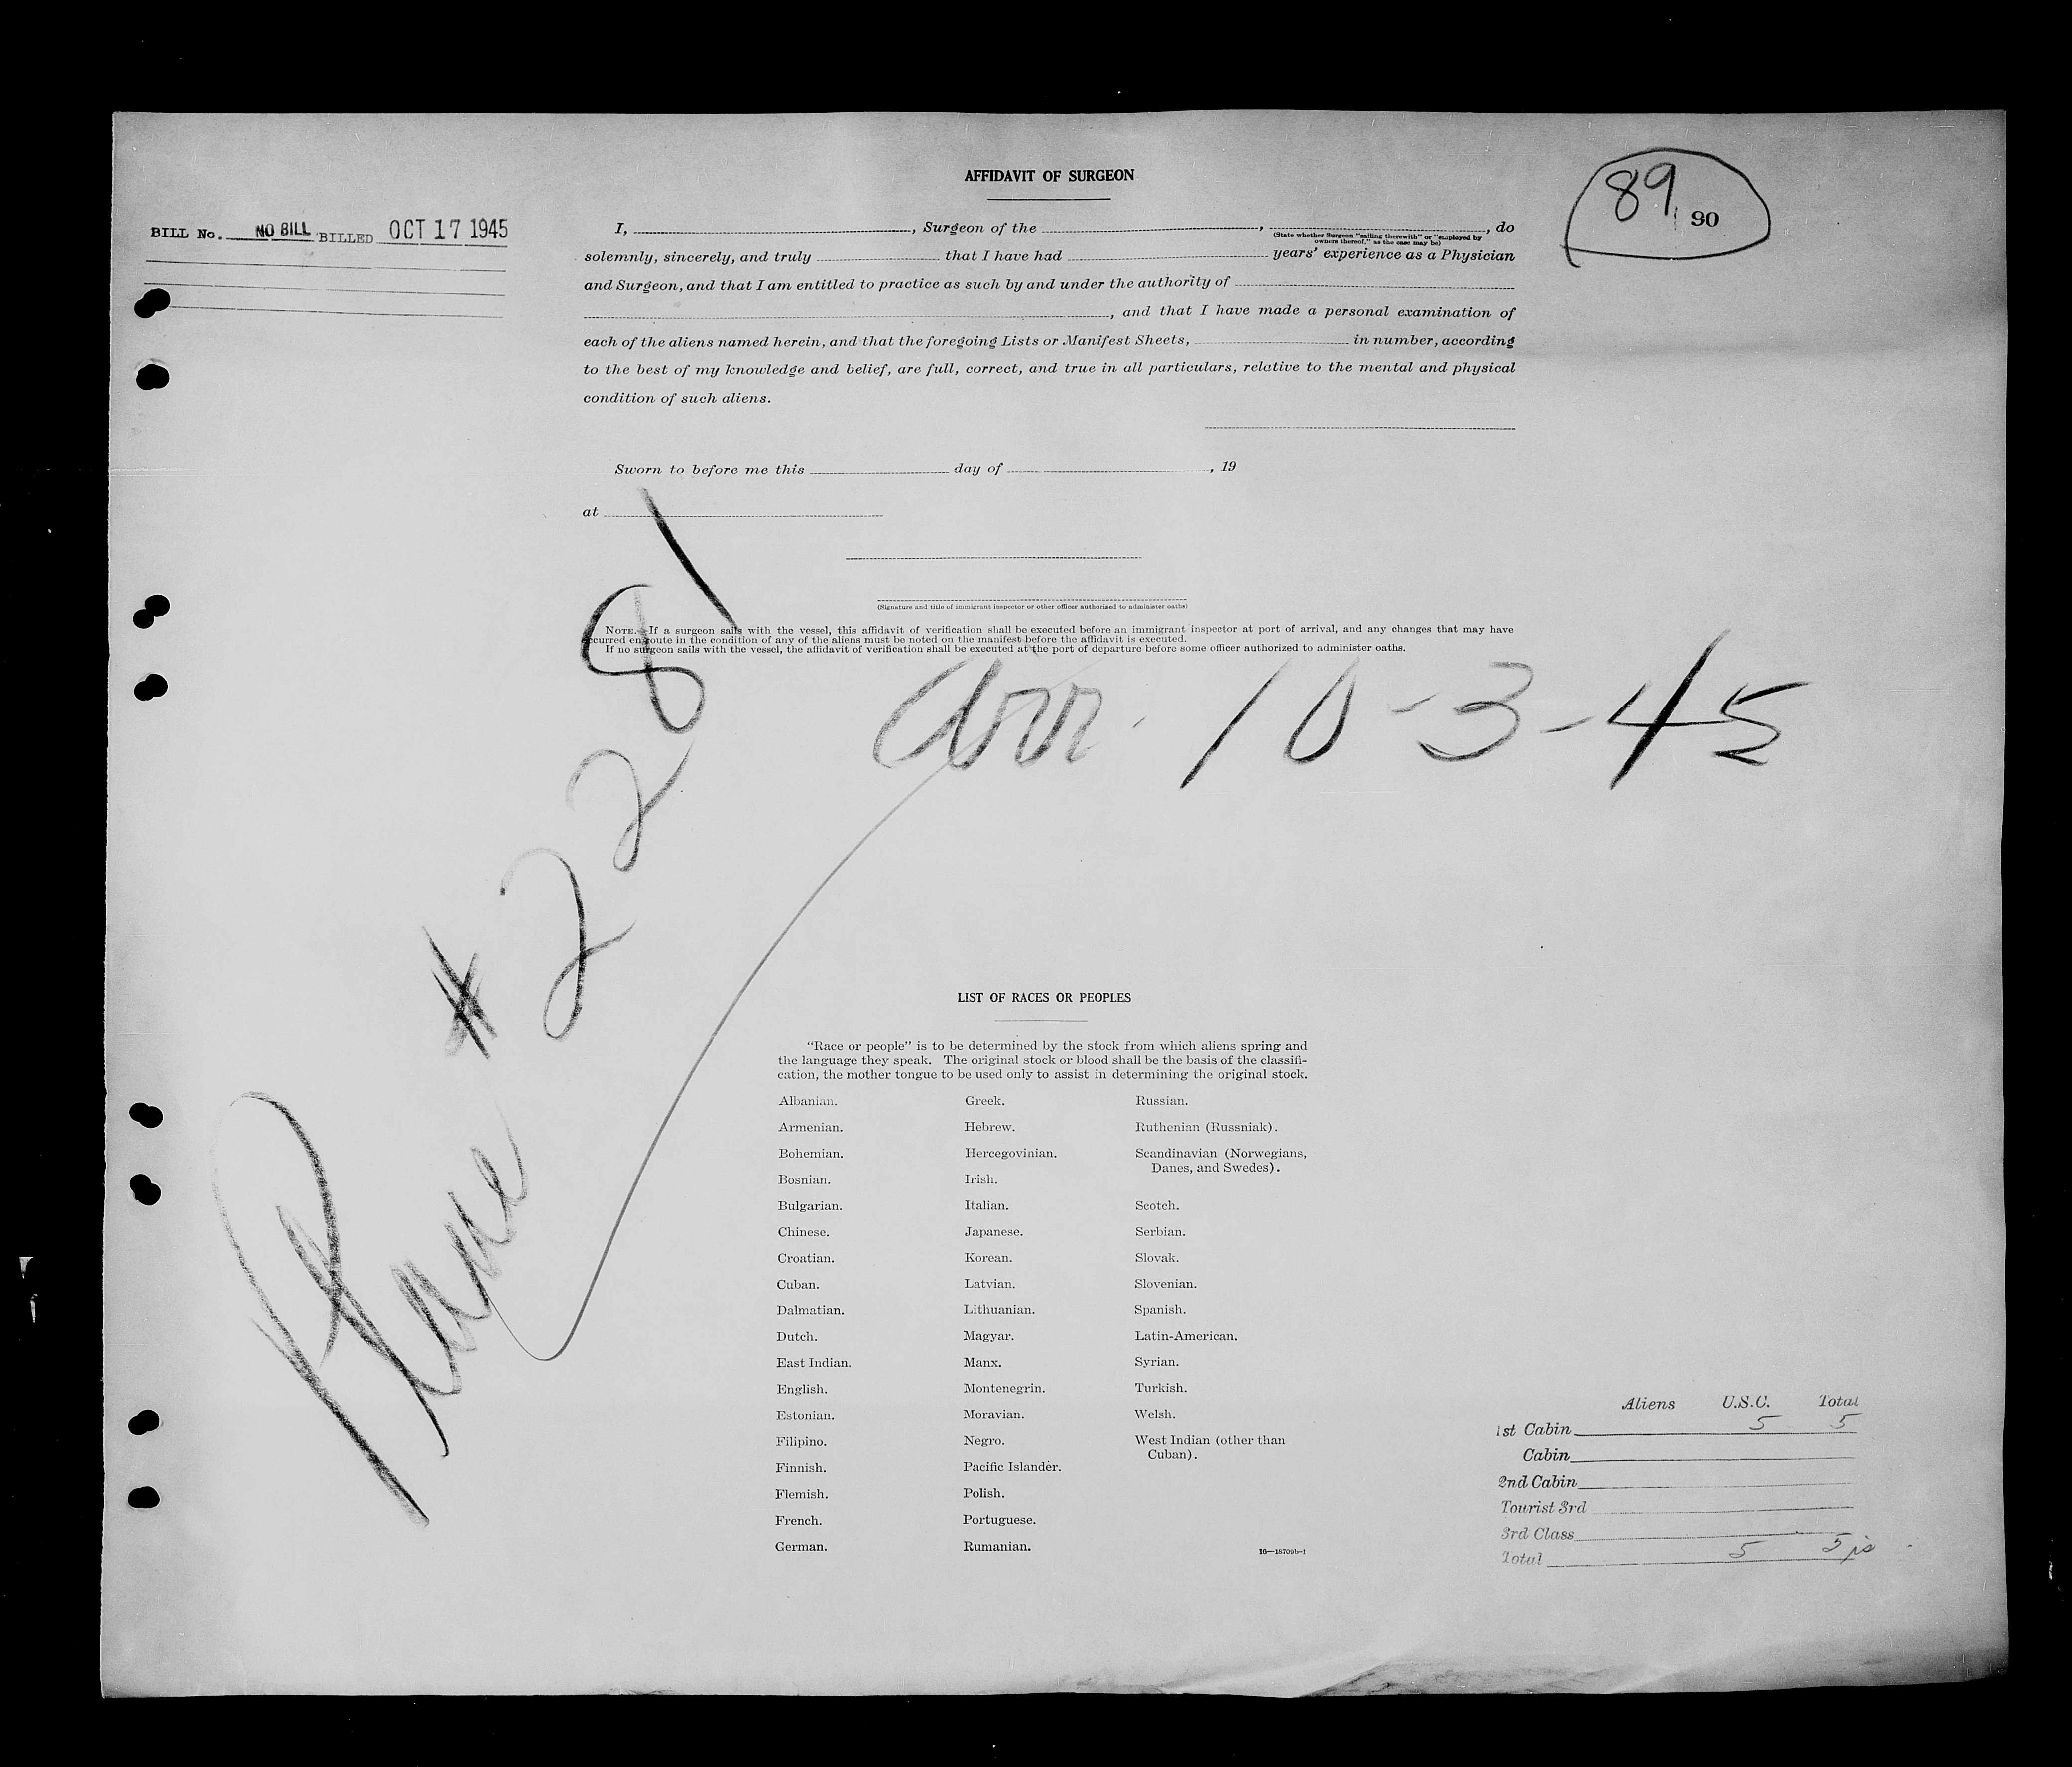 AFFIDAVIT OF SURGEON
89, 90
BILL No. NO BILL BILLED OCT 17 1945
I, , Surgeon of the , , do
(State whether Surgeon "sailing therewith" or "employed by
owners thereof," as the case may be)
solemnly, sincerely, and truly that I have had years' experience as a Physician
and Surgeon, and that I am entitled to practice as such by and under the authority of
, and that I have made a personal examination of
each of the aliens named herein, and that the foregoing Lists or Manifest Sheets, in number, according
to the best of my knowledge and belief, are full, correct, and true in all particulars, relative to the mental and physical
condition of such aliens.
Sworn to before me this day of , 19
at
(Signature and title of immigrant inspector or other officer authorized to administer oaths)
NOTE.—If a surgeon sails with the vessel, this affidavit of verification shall be executed before an immigrant inspector at port of arrival, and any changes that may have
occurred en route in the condition of any of the aliens must be noted on the manifest before the affidavit is executed.
If no surgeon sails with the vessel, the affidavit of verification shall be executed at the port of departure before some officer authorized to administer oaths.
Arr. 10-3-45
Plane #2281
LIST OF RACES OR PEOPLES
"Race or people" is to be determined by the stock from which aliens spring and
the language they speak. The original stock or blood shall be the basis of the classifi-
cation, the mother tongue to be used only to assist in determining the original stock.
Albanian.
Armenian.
Bohemian.
Bosnian.
Bulgarian.
Chinese.
Croatian.
Cuban.
Dalmatian.
Dutch.
East Indian.
English.
Estonian.
Filipino.
Finnish.
Flemish.
French.
German.
Greek.
Hebrew.
Hercegovinian.
Irish.
Italian.
Japanese.
Korean.
Latvian.
Lithuanian.
Magyar.
Manx.
Montenegrin.
Moravian.
Negro.
Pacific Islander.
Polish.
Portuguese.
Rumanian.
Russian.
Ruthenian (Russniak).
Scandinavian (Norwegians,
Danes, and Swedes).
Scotch.
Serbian.
Slovak.
Slovenian.
Spanish.
Latin-American.
Syrian.
Turkish.
Welsh.
West Indian (other than
Cuban).
16—18709b-1
Aliens U.S.C. Total
1st Cabin 5 5
Cabin
2nd Cabin
Tourist 3rd
3rd Class
Total 5 5